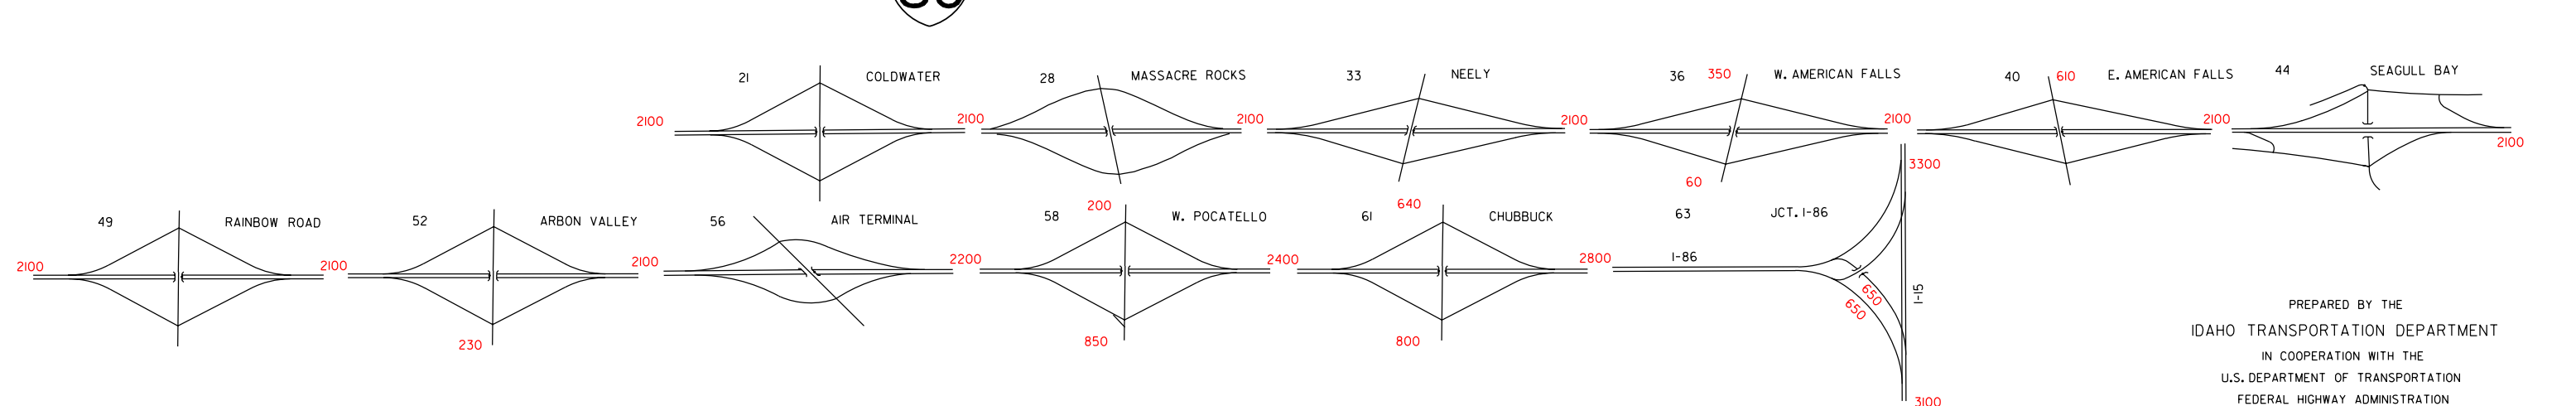 21 COLDWATER
28 MASSACRE ROCKS
33 NEELY
36 350 W. AMERICAN FALLS
40 610 E. AMERICAN FALLS
44 SEAGULL BAY
2100 2100 2100 2100 2100 2100 2100
60
3300
49 RAINBOW ROAD
52 ARBON VALLEY
56 AIR TERMINAL
58 200 W. POCATELLO
61 640 CHUBBUCK
63 JCT. I-86
2100 2100 2100 2200 2400 2800
I-86
650
650
I-15
230
850
800
3100
PREPARED BY THE
IDAHO TRANSPORTATION DEPARTMENT
IN COOPERATION WITH THE
U.S. DEPARTMENT OF TRANSPORTATION
FEDERAL HIGHWAY ADMINISTRATION